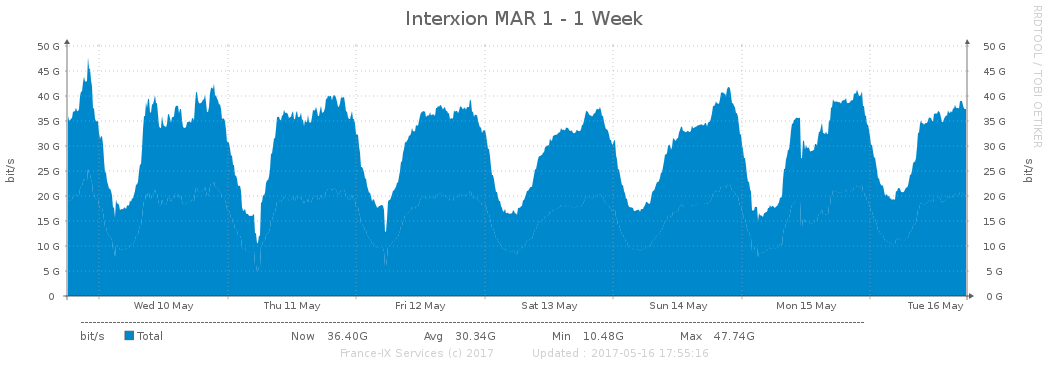 Interxion MAR 1 - 1 Week
RRDTOOL / TOBI OETIKER
50 G 50 G
45 G 45 G
40 G 40 G
35 G 35 G
30 G 30 G
25 G 25 G
20 G 20 G
15 G 15 G
10 G 10 G
5 G 5 G
0 0 G
bit/s
bit/s
Wed 10 May Thu 11 May Fri 12 May Sat 13 May Sun 14 May Mon 15 May Tue 16 May
bit/s Total Now 36.40G Avg 30.34G Min 10.48G Max 47.74G
France-IX Services (c) 2017 Updated : 2017-05-16 17:55:16